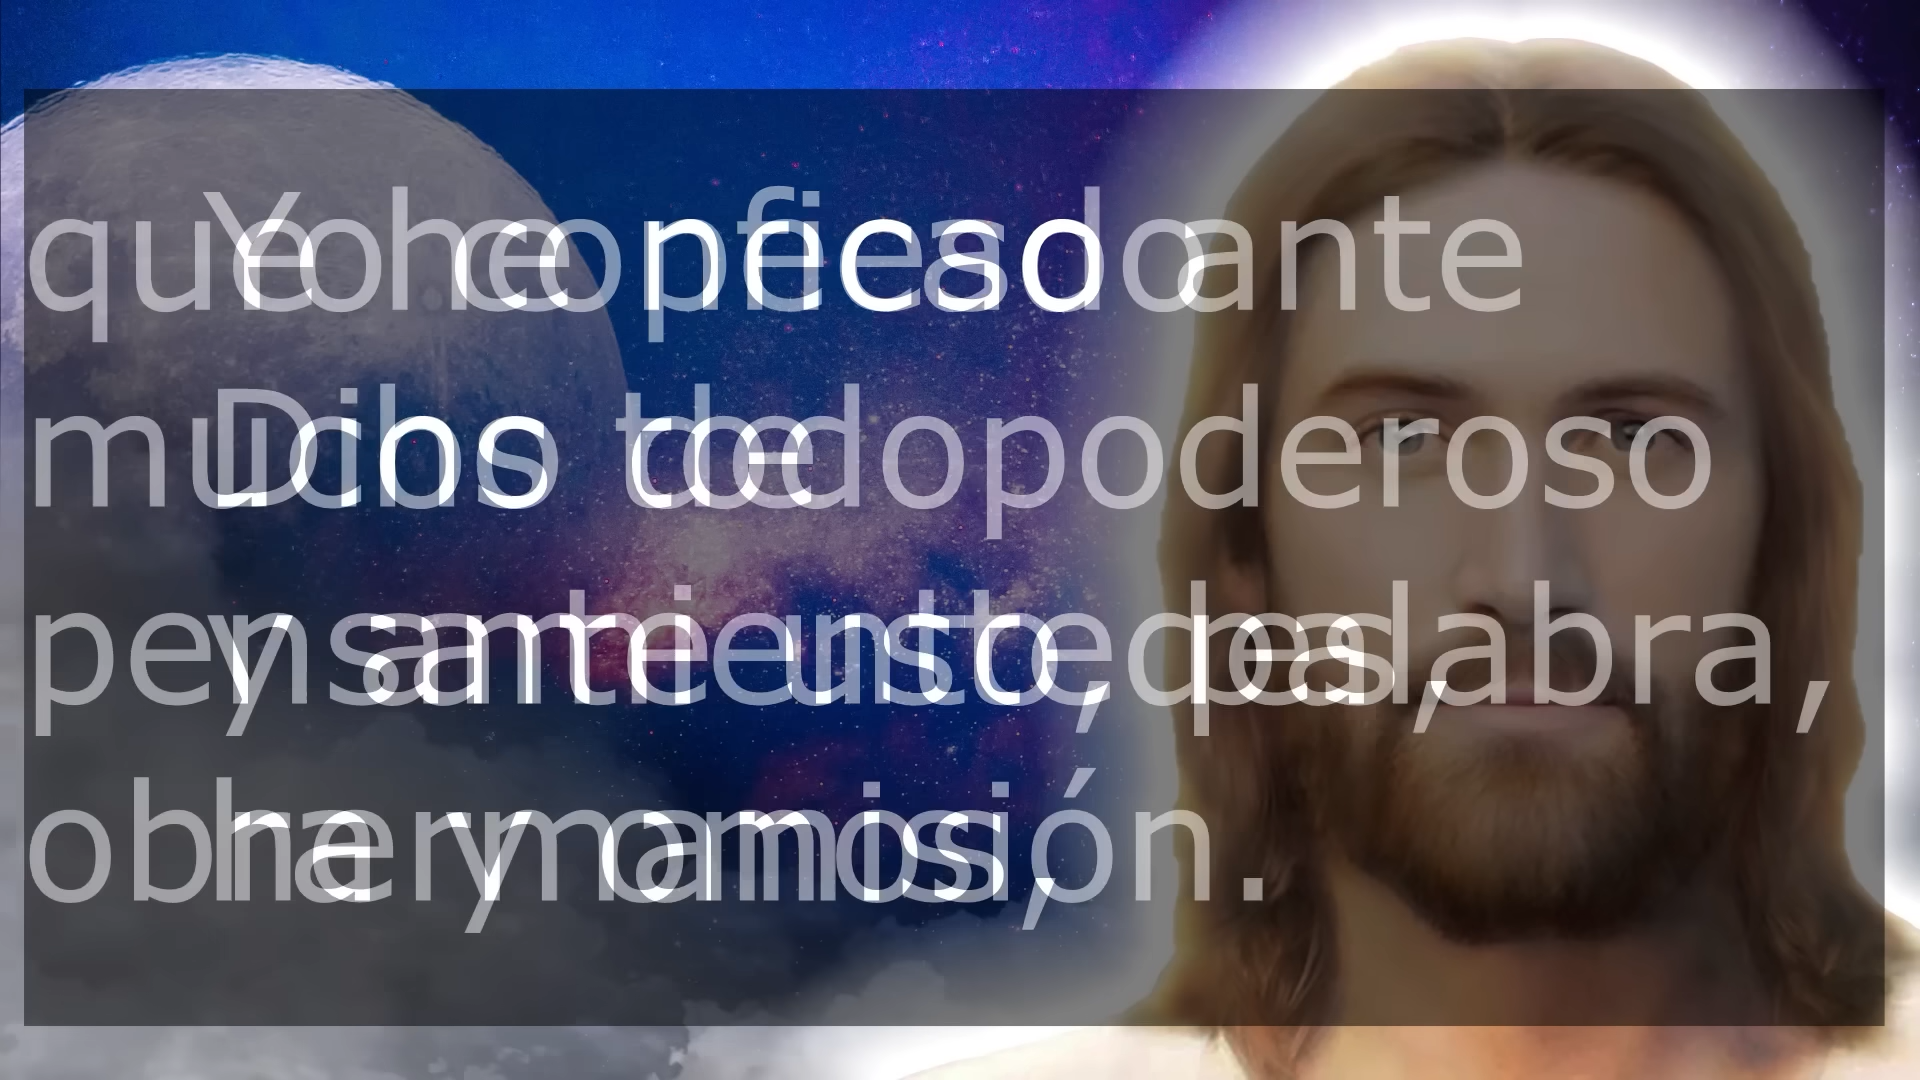 Yo confieso ante
Dios todopoderoso
y ante ustedes,
hermanos,
que he pecado
mucho de
pensamiento, palabra,
obra y omisión.